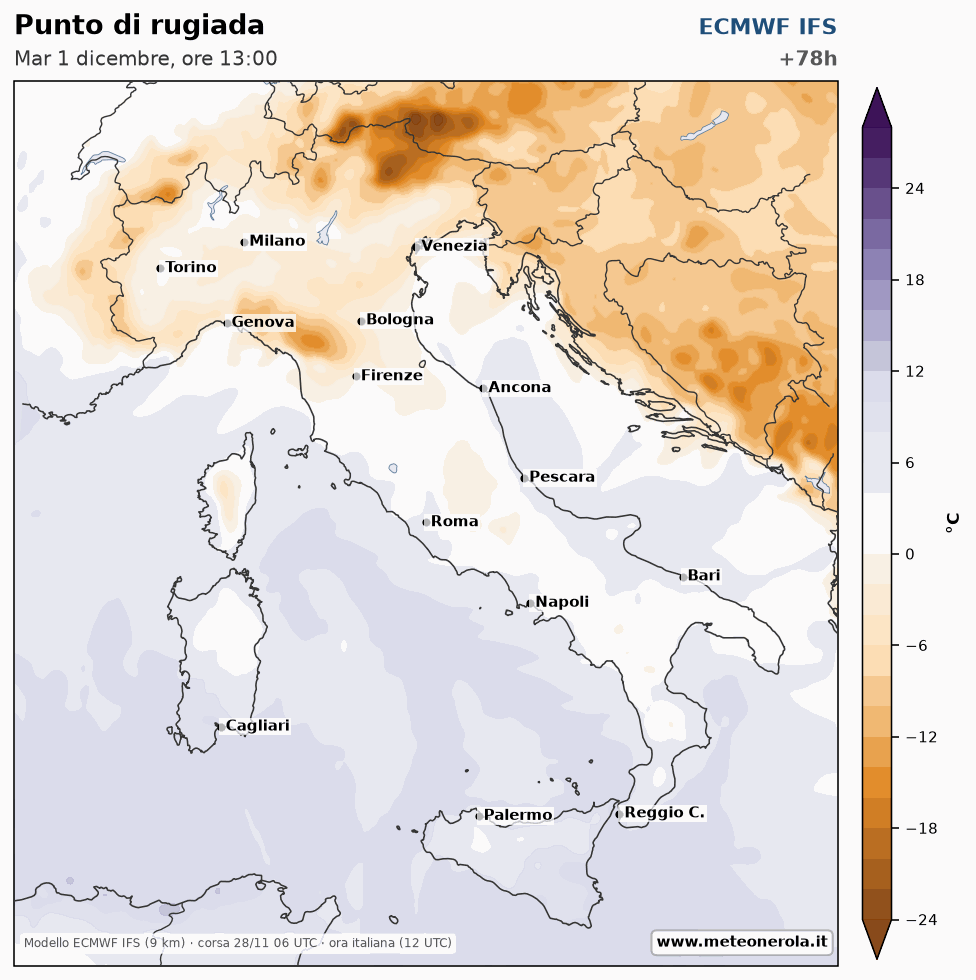 Punto di rugiada
ECMWF IFS
Mar 1 dicembre, ore 13:00
+78h
Milano
Venezia
Torino
Genova
Bologna
Firenze
Ancona
Pescara
Roma
Bari
Napoli
Cagliari
Palermo
Reggio C.
24
18
12
6
0
−6
−12
−18
−24
°C
Modello ECMWF IFS (9 km) · corsa 28/11 06 UTC · ora italiana (12 UTC)
www.meteonerola.it